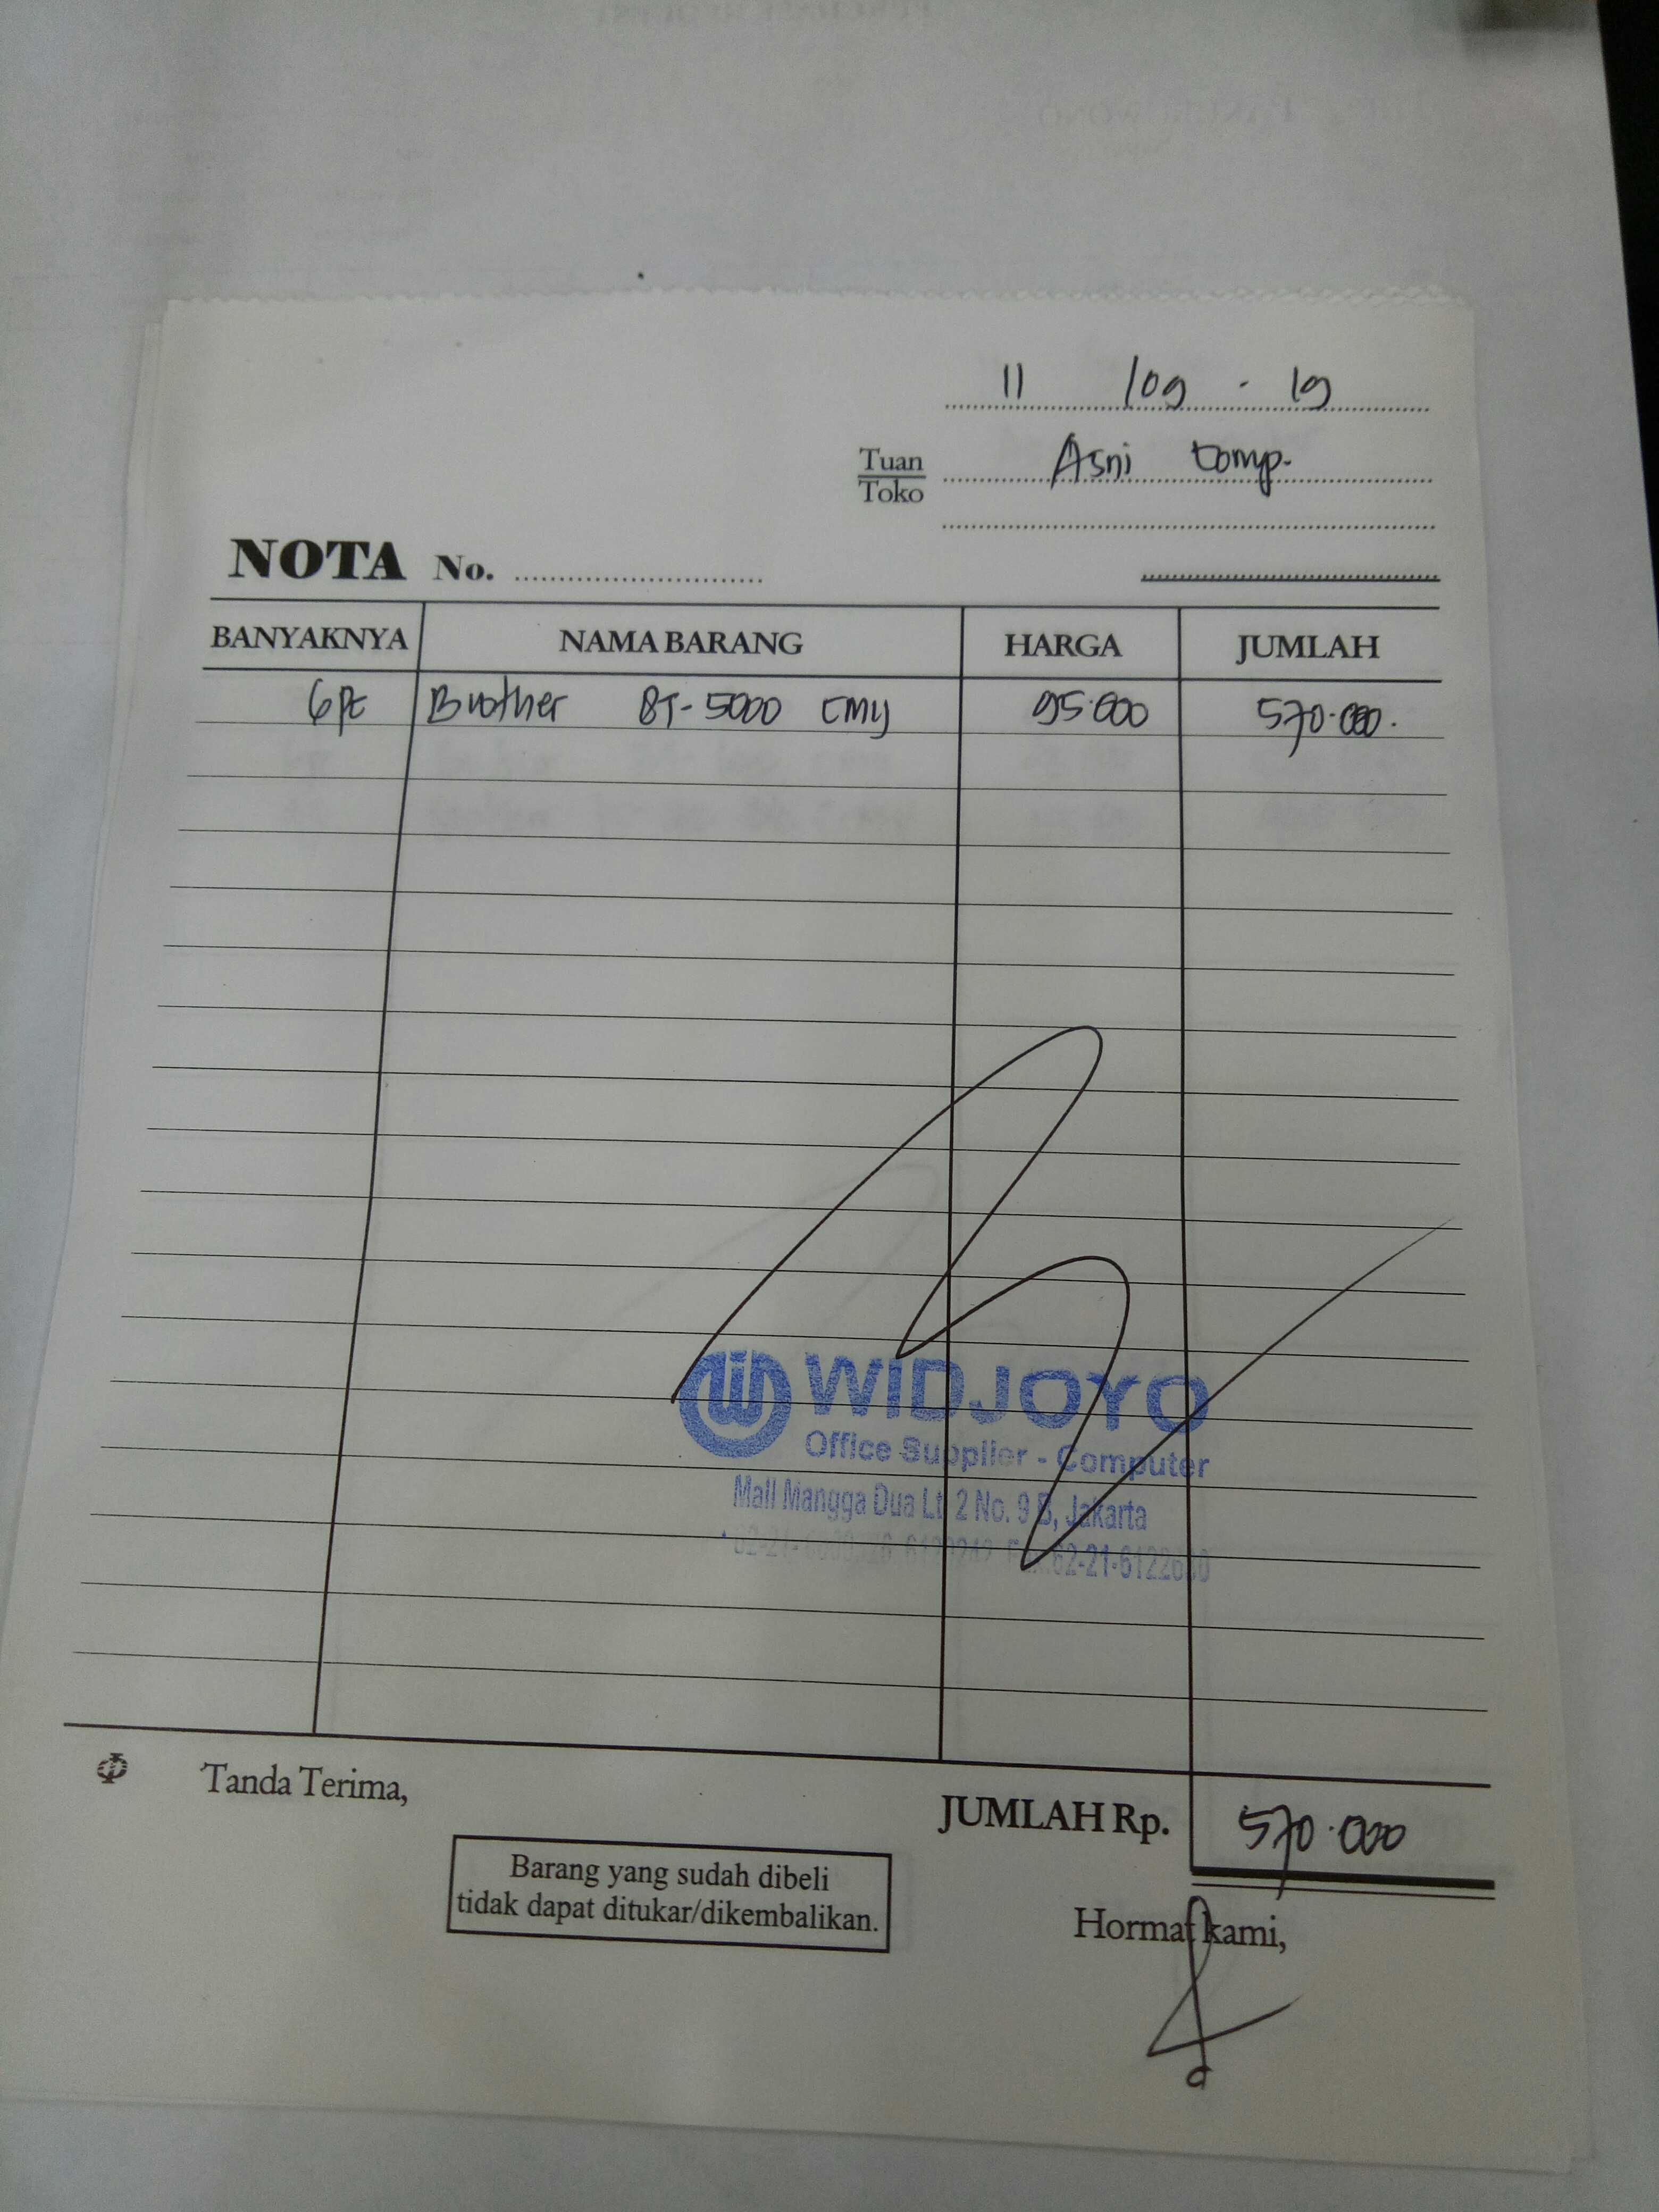 11 /09 - 19
Tuan Asni Comp.
Toko
NOTA No.
BANYAKNYA NAMA BARANG HARGA JUMLAH
6 Brother BT-5000 CMY 95.000 570.000.
WIDJOYO
Office Supplier - Computer
Mall Mangga Dua Lt. 2 No. 9 B, Jakarta
Tanda Terima,
JUMLAH Rp. 570.000
Barang yang sudah dibeli
tidak dapat ditukar/dikembalikan.
Hormat kami,